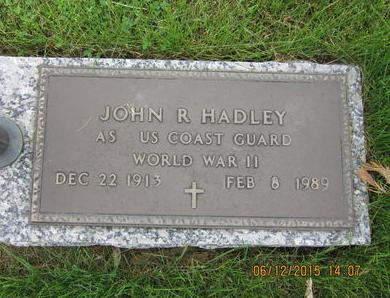 JOHN R HADLEY
AS US COAST GUARD
WORLD WAR II
DEC 22 1913 FEB 8 1989
06/12/2015 14:07